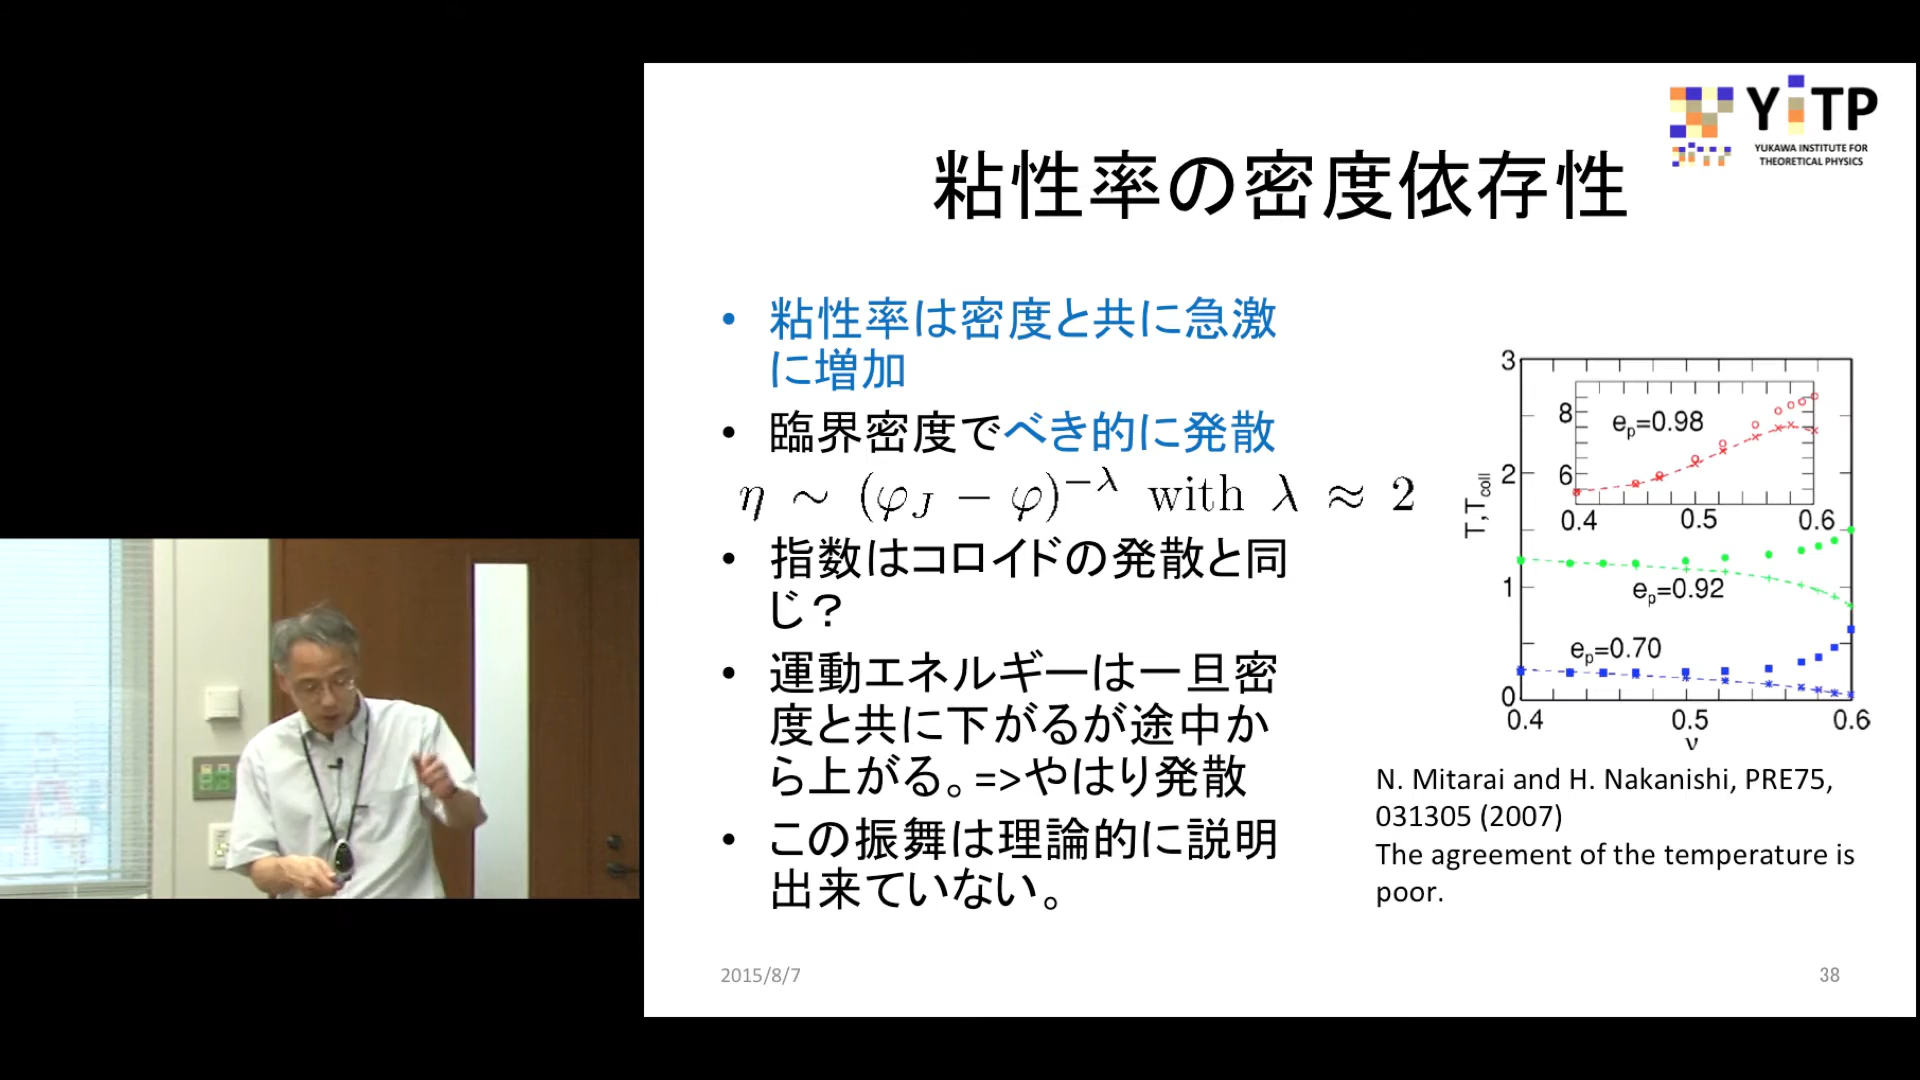 YiTP
YUKAWA INSTITUTE FOR
THEORETICAL PHYSICS
粘性率の密度依存性
• 粘性率は密度と共に急激
に増加
• 臨界密度でべき的に発散
η ∼ (φ_J − φ)^{−λ} with λ ≈ 2
• 指数はコロイドの発散と同
じ？
• 運動エネルギーは一旦密
度と共に下がるが途中か
ら上がる。=>やはり発散
• この振舞は理論的に説明
出来ていない。
3
2
1
0
T, T_coll
8
6
e_p=0.98
0.4 0.5 0.6
e_p=0.92
e_p=0.70
0.4 0.5 0.6
ν
N. Mitarai and H. Nakanishi, PRE75,
031305 (2007)
The agreement of the temperature is
poor.
2015/8/7
38